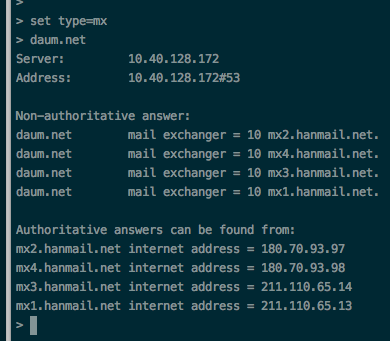 >
> set type=mx
> daum.net
Server:         10.40.128.172
Address:        10.40.128.172#53
Non-authoritative answer:
daum.net        mail exchanger = 10 mx2.hanmail.net.
daum.net        mail exchanger = 10 mx4.hanmail.net.
daum.net        mail exchanger = 10 mx3.hanmail.net.
daum.net        mail exchanger = 10 mx1.hanmail.net.
Authoritative answers can be found from:
mx2.hanmail.net internet address = 180.70.93.97
mx4.hanmail.net internet address = 180.70.93.98
mx3.hanmail.net internet address = 211.110.65.14
mx1.hanmail.net internet address = 211.110.65.13
>